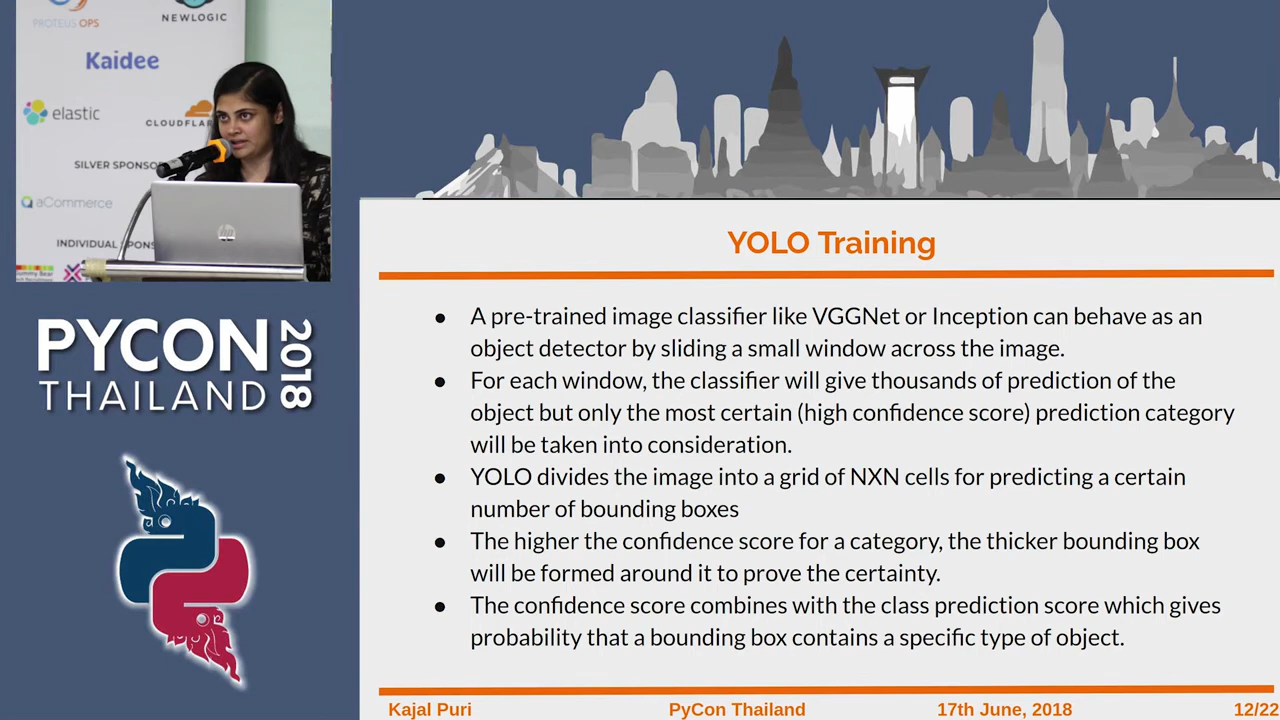 PROTEUS OPS
NEWLOGIC
Kaidee
elastic
CLOUDFLAR
SILVER SPONSO
aCommerce
INDIVIDUAL
hp
PYCON
THAILAND
2018
YOLO Training
● A pre-trained image classifier like VGGNet or Inception can behave as an
object detector by sliding a small window across the image.
● For each window, the classifier will give thousands of prediction of the
object but only the most certain (high confidence score) prediction category
will be taken into consideration.
● YOLO divides the image into a grid of NXN cells for predicting a certain
number of bounding boxes
● The higher the confidence score for a category, the thicker bounding box
will be formed around it to prove the certainty.
● The confidence score combines with the class prediction score which gives
probability that a bounding box contains a specific type of object.
Kajal Puri
PyCon Thailand
17th June, 2018
12/22